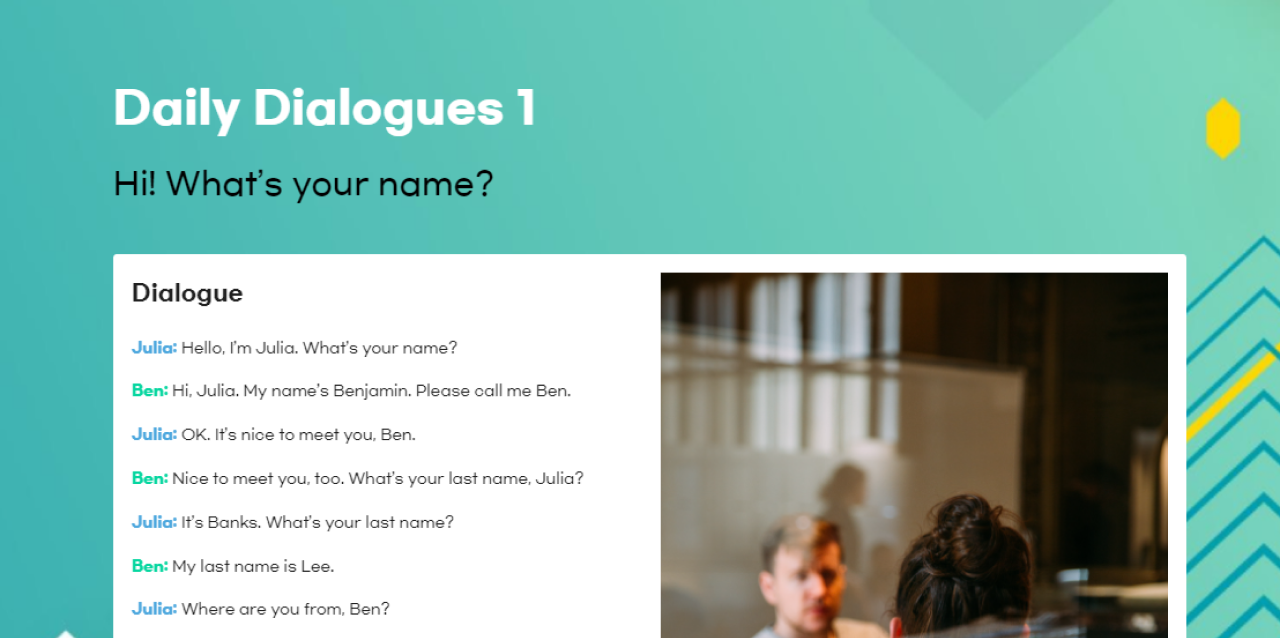 Daily Dialogues 1
Hi! What's your name?
Dialogue
Julia: Hello, I'm Julia. What's your name?
Ben: Hi, Julia. My name's Benjamin. Please call me Ben.
Julia: OK. It's nice to meet you, Ben.
Ben: Nice to meet you, too. What's your last name, Julia?
Julia: It's Banks. What's your last name?
Ben: My last name is Lee.
Julia: Where are you from, Ben?